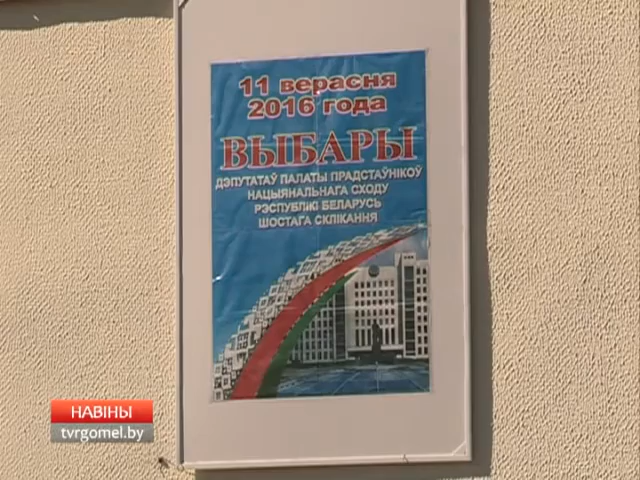 11 верасня
2016 года
ВЫБАРЫ
ДЭПУТАТАЎ ПАЛАТЫ ПРАДСТАЎНІКОЎ
НАЦЫЯНАЛЬНАГА СХОДУ
РЭСПУБЛІКІ БЕЛАРУСЬ
ШОСТАГА СКЛІКАННЯ
НАВІНЫ
tvrgomel.by